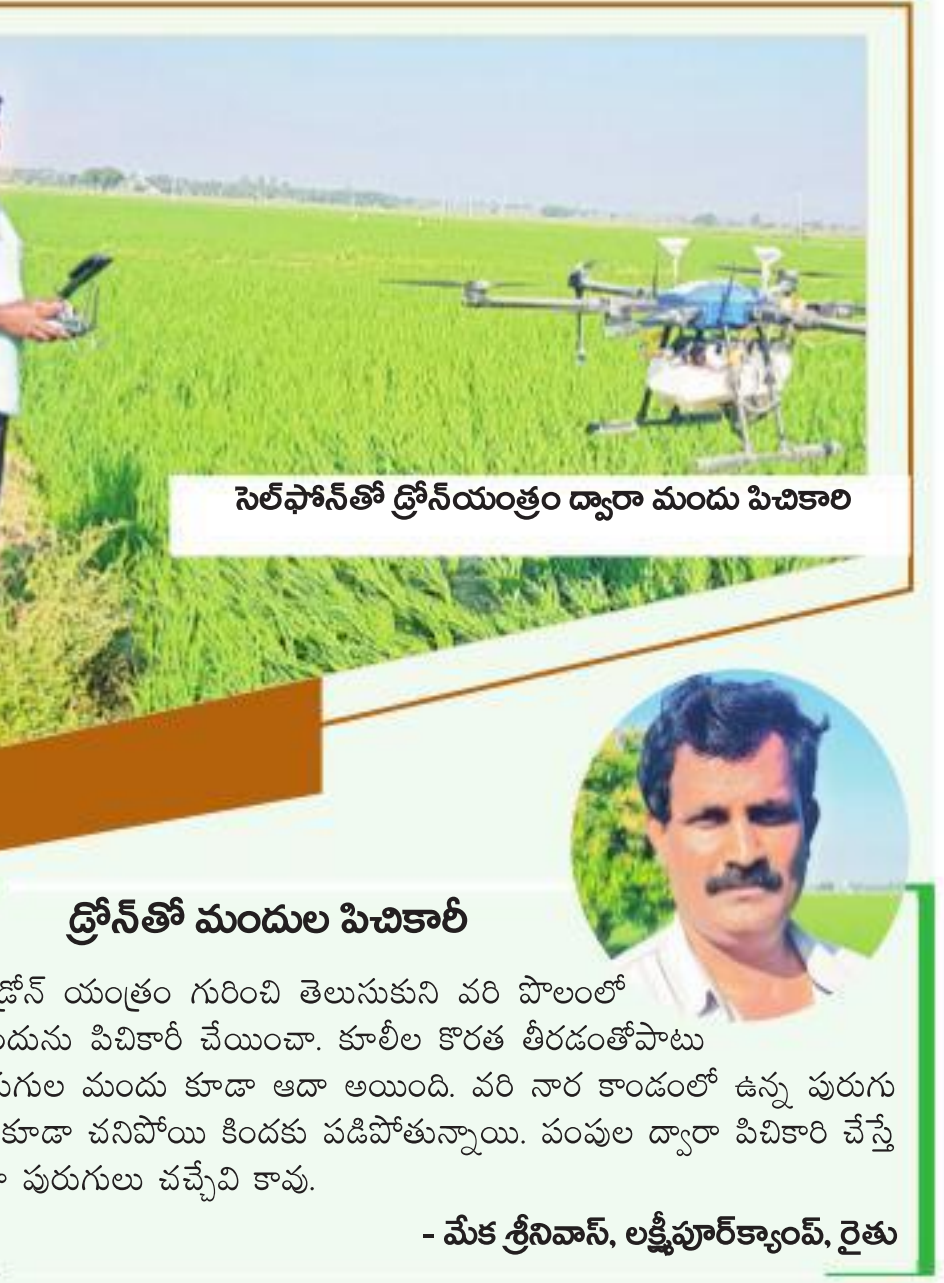 సెల్‌ఫోన్‌తో డ్రోన్‌యంత్రం ద్వారా మందు పిచికారి
డ్రోన్‌తో మందుల పిచికారీ
డ్రోన్ యంత్రం గురించి తెలుసుకుని వరి పొలంలో
పిచికారీ చేయించా. కూలీల కొరత తీరడంతోపాటు
మందు కూడా ఆదా అయింది. వరి నార కాండంలో ఉన్న పురుగు
కూడా చనిపోయి కిందకు పడిపోతున్నాయి. పంపుల ద్వారా పిచికారి చేస్తే
పురుగులు చచ్చేవి కావు.
- మేక శ్రీనివాస్, లక్ష్మీపూర్‌క్యాంప్, రైతు